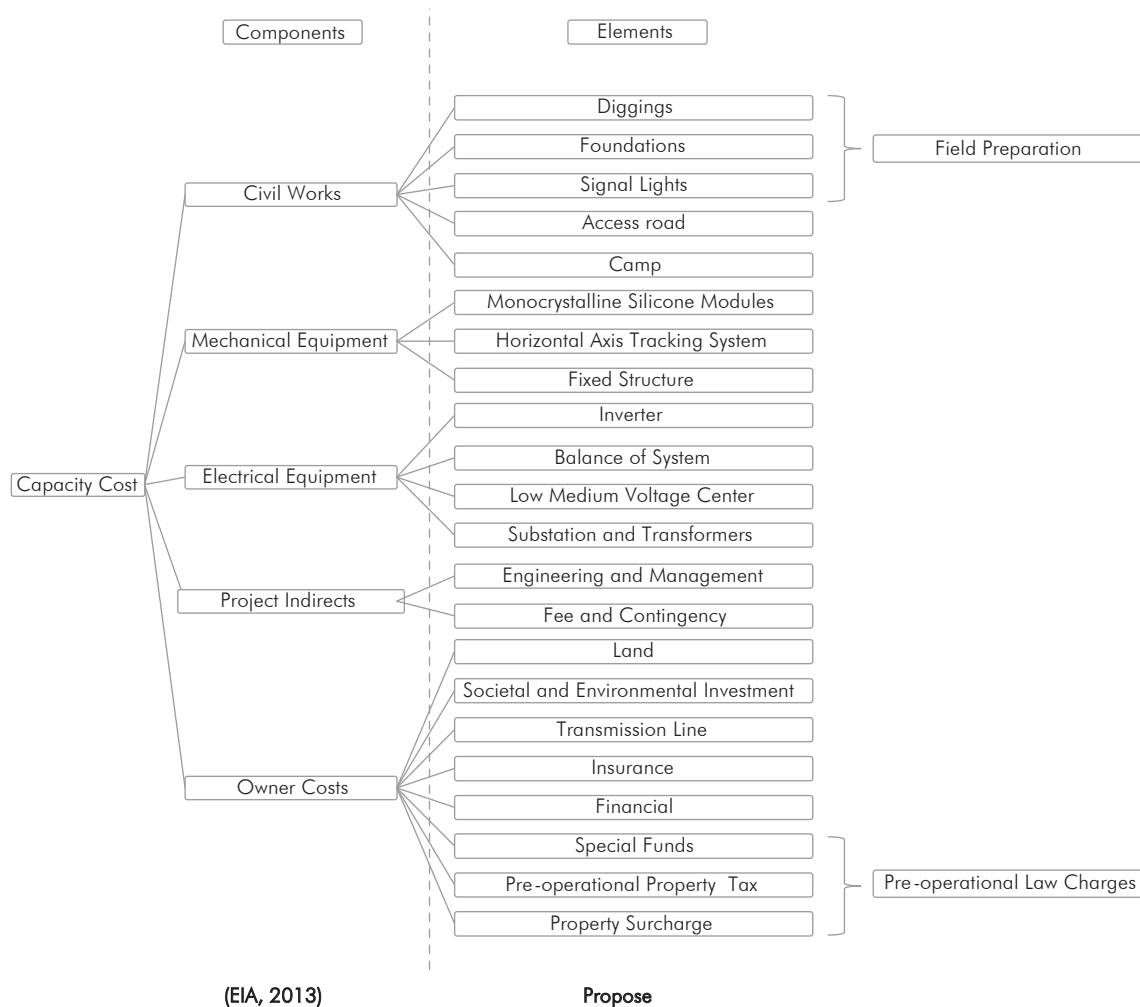 Components
Elements
Diggings
Foundations
Field Preparation
Signal Lights
Civil Works
Access road
Camp
Monocrystalline Silicone Modules
Mechanical Equipment
Horizontal Axis Tracking System
Fixed Structure
Inverter
Balance of System
Electrical Equipment
Capacity Cost
Low Medium Voltage Center
Substation and Transformers
Engineering and Management
Project Indirects
Fee and Contingency
Land
Societal and Environmental Investment
Transmission Line
Insurance
Owner Costs
Financial
Special Funds
Pre-operational Property Tax
Pre-operational Law Charges
Property Surcharge
(EIA, 2013)
Propose